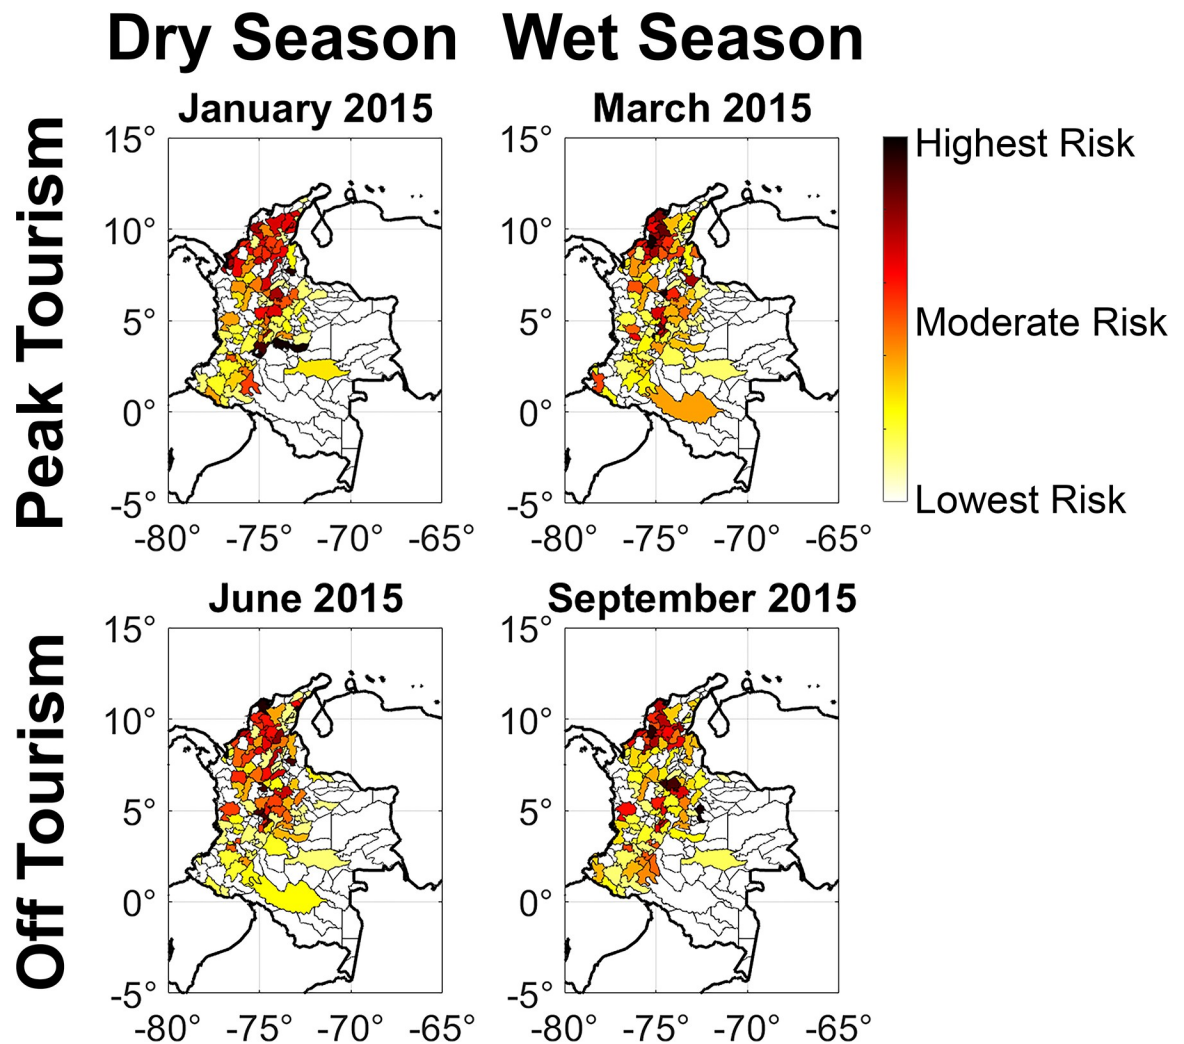 Dry Season Wet Season
Peak Tourism
January 2015 March 2015
15° 15°
10° 10°
5° 5°
0° 0°
-5° -5°
-80° -75° -70° -65° -80° -75° -70° -65°
Highest Risk
Moderate Risk
Lowest Risk
Off Tourism
June 2015 September 2015
15° 15°
10° 10°
5° 5°
0° 0°
-5° -5°
-80° -75° -70° -65° -80° -75° -70° -65°